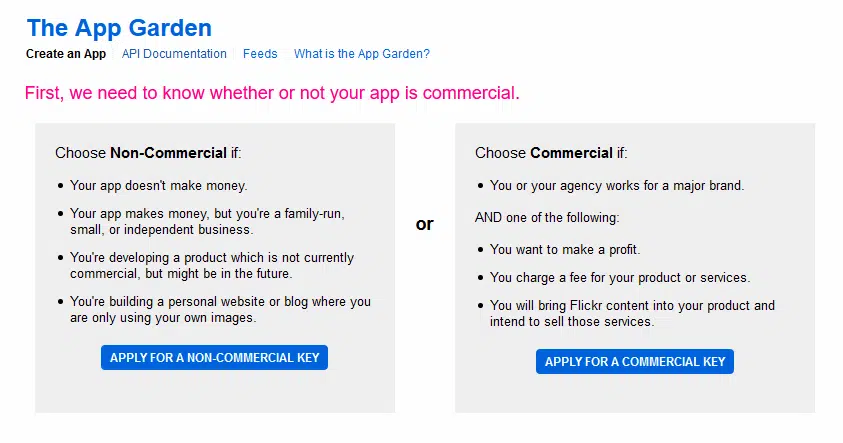 The App Garden
Create an App API Documentation Feeds What is the App Garden?
First, we need to know whether or not your app is commercial.
Choose Non-Commercial if:
Your app doesn't make money.
Your app makes money, but you're a family-run,
small, or independent business.
You're developing a product which is not currently
commercial, but might be in the future.
You're building a personal website or blog where you
are only using your own images.
APPLY FOR A NON-COMMERCIAL KEY
or
Choose Commercial if:
You or your agency works for a major brand.
AND one of the following:
You want to make a profit.
You charge a fee for your product or services.
You will bring Flickr content into your product and
intend to sell those services.
APPLY FOR A COMMERCIAL KEY